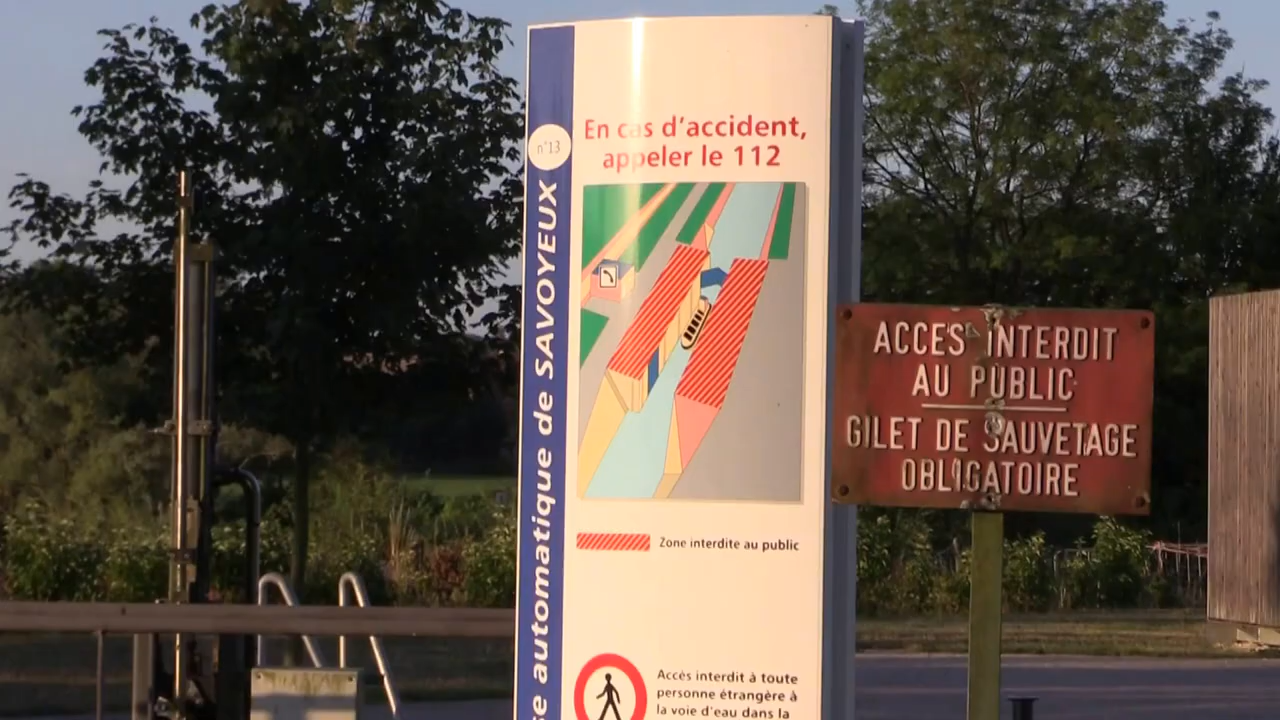 n°13
se automatique de SAVOYEUX
En cas d'accident,
appeler le 112
Zone interdite au public
Accès interdit à toute
personne étrangère à
la voie d'eau dans la
ACCES INTERDIT
AU PUBLIC
GILET DE SAUVETAGE
OBLIGATOIRE